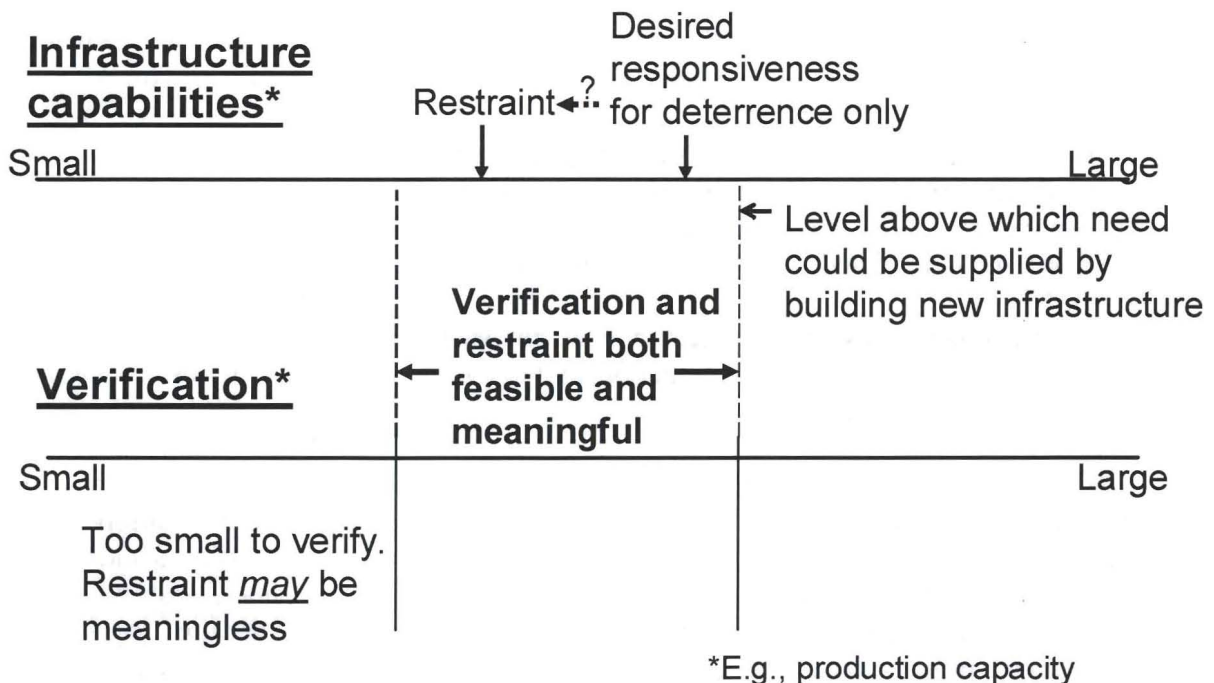 Infrastructure
capabilities*
Desired
responsiveness
for deterrence only
?
Restraint
Small
Large
Level above which need
could be supplied by
building new infrastructure
Verification and
restraint both
feasible and
meaningful
Verification*
Small
Large
Too small to verify.
Restraint may be
meaningless
*E.g., production capacity